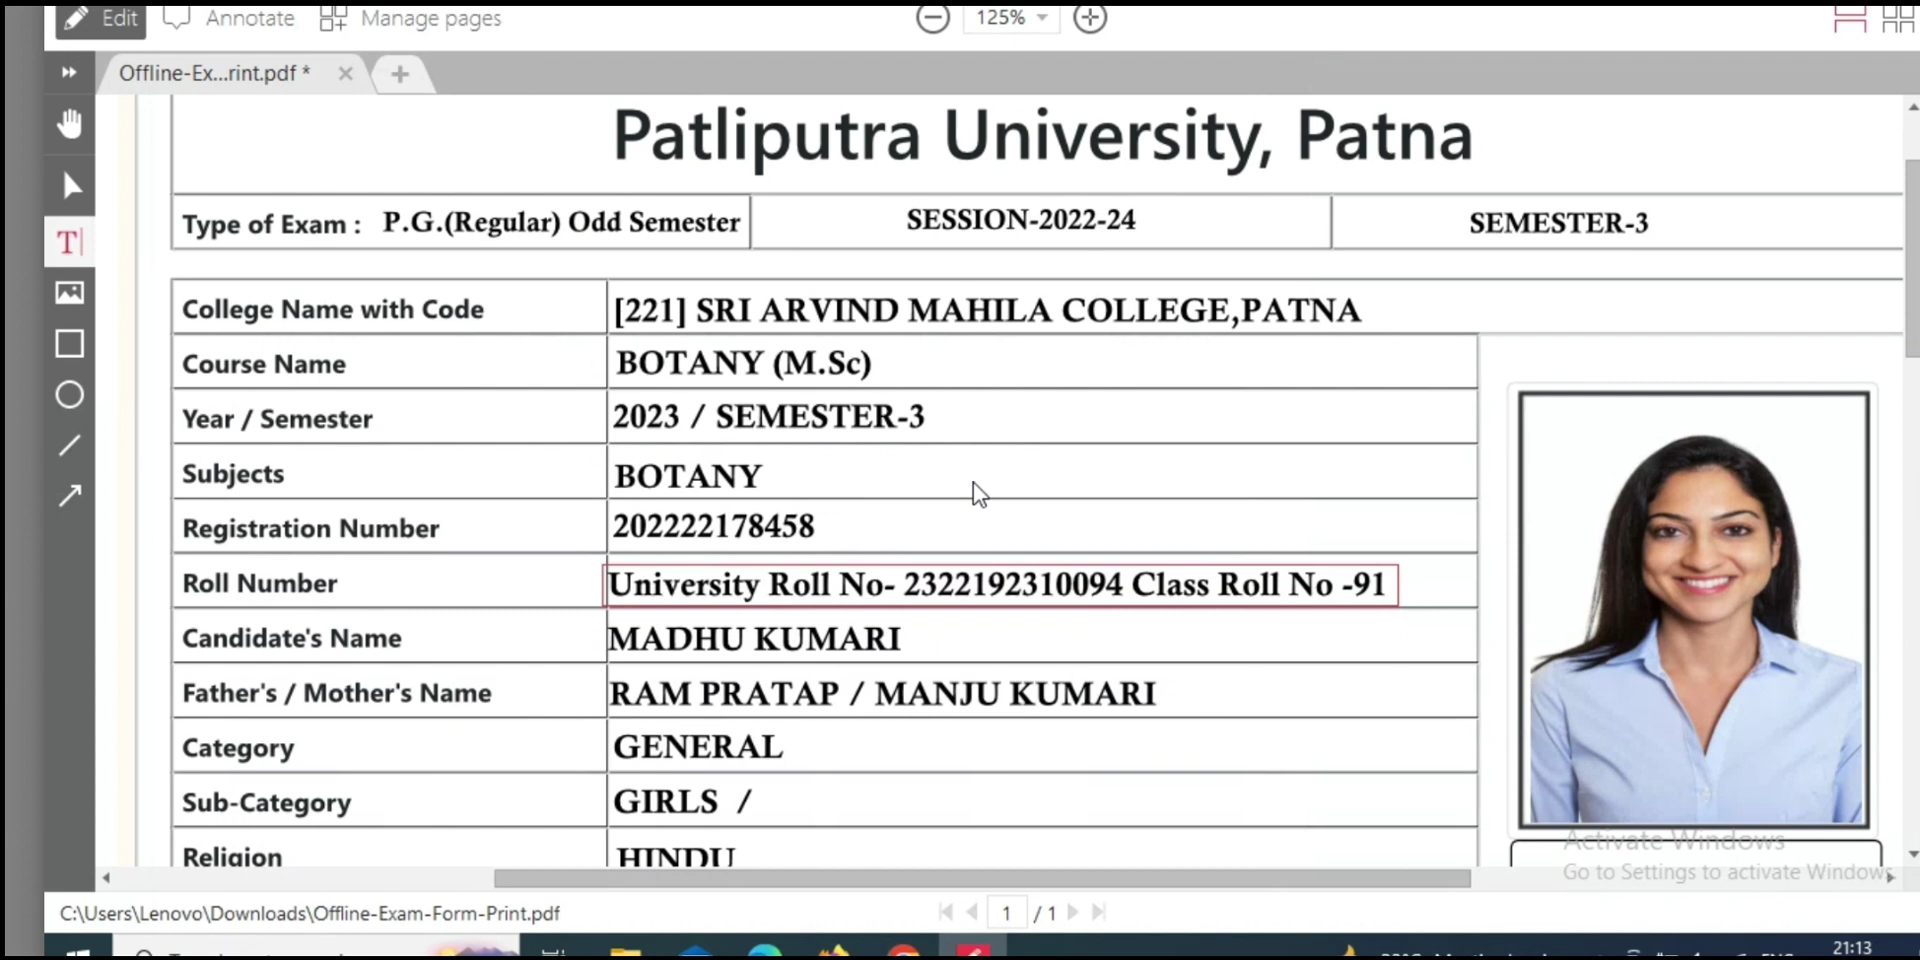 Edit Annotate Manage pages 125%
Offline-Ex...rint.pdf *
Patliputra University, Patna
Type of Exam : P.G.(Regular) Odd Semester SESSION-2022-24 SEMESTER-3
College Name with Code [221] SRI ARVIND MAHILA COLLEGE,PATNA
Course Name BOTANY (M.Sc)
Year / Semester 2023 / SEMESTER-3
Subjects BOTANY
Registration Number 202222178458
Roll Number University Roll No- 2322192310094 Class Roll No -91
Candidate's Name MADHU KUMARI
Father's / Mother's Name RAM PRATAP / MANJU KUMARI
Category GENERAL
Sub-Category GIRLS /
Religion HINDU
Activate Windows
Go to Settings to activate Windows
C:\Users\Lenovo\Downloads\Offline-Exam-Form-Print.pdf 1 / 1
21:13